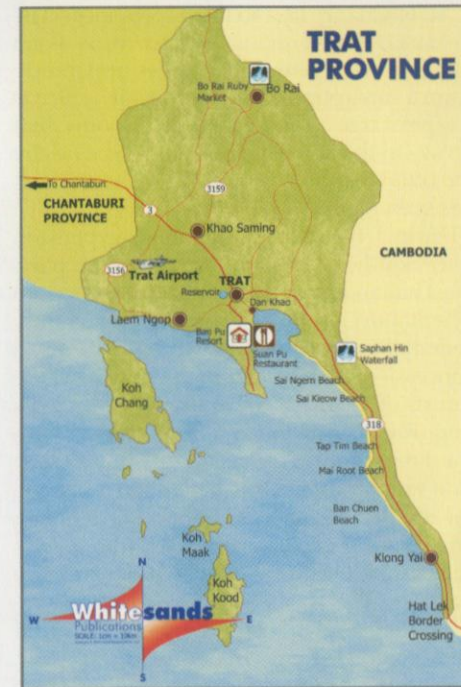 TRAT
PROVINCE
Bo Rai Ruby
Market
Bo Rai
To Chantaburi
3159
CHANTABURI
PROVINCE
3
Khao Saming
CAMBODIA
3156
Trat Airport
TRAT
Reservoir
Dan Khao
Laem Ngop
Ban Pu
Resort
Suan Pu
Restaurant
Saphan Hin
Waterfall
Sai Ngern Beach
Koh
Chang
Sai Kieow Beach
318
Tap Tim Beach
Mai Root Beach
Ban Chuen
Beach
Koh
Maak
Klong Yai
Koh
Kood
N
Whitesands
Publications
W
E
S
Hat Lek
Border
Crossing